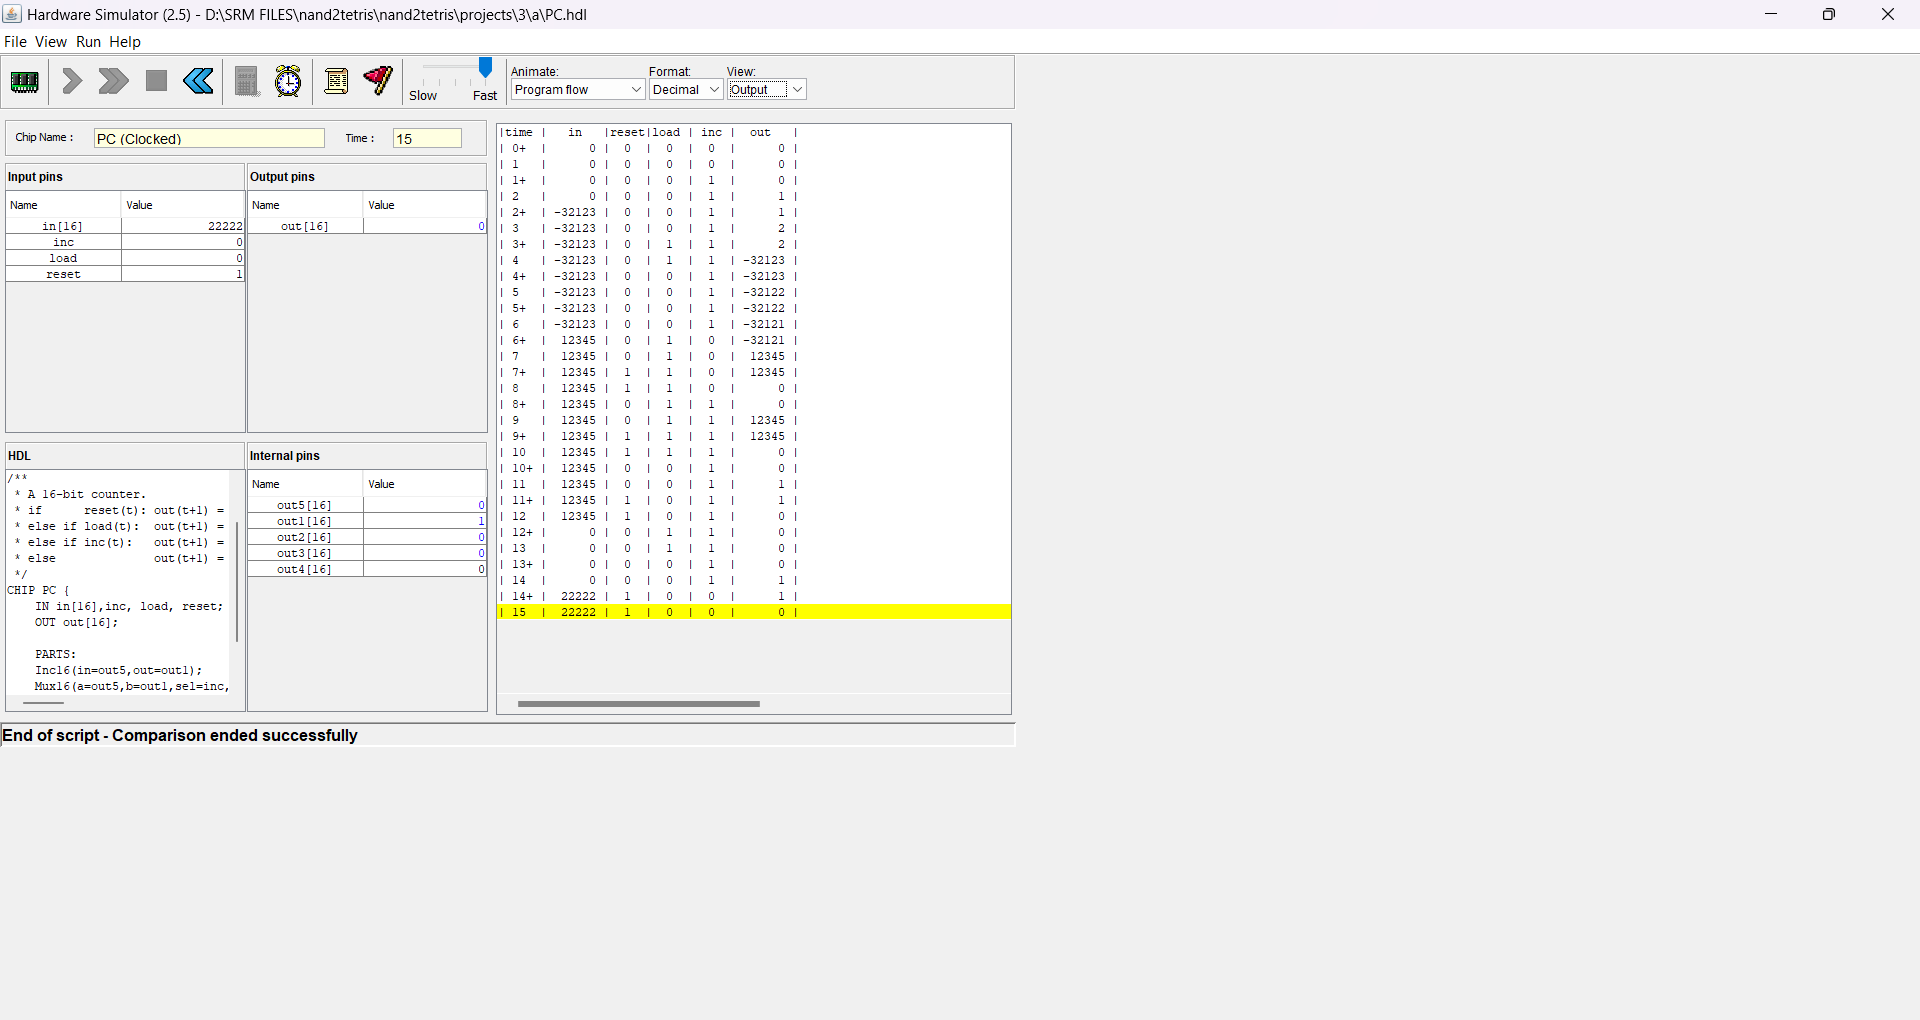 Hardware Simulator (2.5) - D:\SRM FILES\nand2tetris\nand2tetris\projects\3\a\PC.hdl
File View Run Help
Slow Fast
Animate: Format: View:
Program flow Decimal Output
Chip Name : PC (Clocked) Time : 15
Input pins
Name Value
in[16] 22222
inc 0
load 0
reset 1
Output pins
Name Value
out[16] 0
HDL
/**
* A 16-bit counter.
* if reset(t): out(t+1) =
* else if load(t): out(t+1) =
* else if inc(t): out(t+1) =
* else out(t+1) =
*/
CHIP PC {
IN in[16],inc, load, reset;
OUT out[16];
PARTS:
Inc16(in=out5,out=out1);
Mux16(a=out5,b=out1,sel=inc,
Internal pins
Name Value
out5[16] 0
out1[16] 1
out2[16] 0
out3[16] 0
out4[16] 0
|time | in |reset|load | inc | out |
| 0+ | 0 | 0 | 0 | 0 | 0 |
| 1 | 0 | 0 | 0 | 0 | 0 |
| 1+ | 0 | 0 | 0 | 1 | 0 |
| 2 | 0 | 0 | 0 | 1 | 1 |
| 2+ | -32123 | 0 | 0 | 1 | 1 |
| 3 | -32123 | 0 | 0 | 1 | 2 |
| 3+ | -32123 | 0 | 1 | 1 | 2 |
| 4 | -32123 | 0 | 1 | 1 | -32123 |
| 4+ | -32123 | 0 | 0 | 1 | -32123 |
| 5 | -32123 | 0 | 0 | 1 | -32122 |
| 5+ | -32123 | 0 | 0 | 1 | -32122 |
| 6 | -32123 | 0 | 0 | 1 | -32121 |
| 6+ | 12345 | 0 | 1 | 0 | -32121 |
| 7 | 12345 | 0 | 1 | 0 | 12345 |
| 7+ | 12345 | 1 | 1 | 0 | 12345 |
| 8 | 12345 | 1 | 1 | 0 | 0 |
| 8+ | 12345 | 0 | 1 | 1 | 0 |
| 9 | 12345 | 0 | 1 | 1 | 12345 |
| 9+ | 12345 | 1 | 1 | 1 | 12345 |
| 10 | 12345 | 1 | 1 | 1 | 0 |
| 10+ | 12345 | 0 | 0 | 1 | 0 |
| 11 | 12345 | 0 | 0 | 1 | 1 |
| 11+ | 12345 | 1 | 0 | 1 | 1 |
| 12 | 12345 | 1 | 0 | 1 | 0 |
| 12+ | 0 | 0 | 1 | 1 | 0 |
| 13 | 0 | 0 | 1 | 1 | 0 |
| 13+ | 0 | 0 | 0 | 1 | 0 |
| 14 | 0 | 0 | 0 | 1 | 1 |
| 14+ | 22222 | 1 | 0 | 0 | 1 |
| 15 | 22222 | 1 | 0 | 0 | 0 |
End of script - Comparison ended successfully